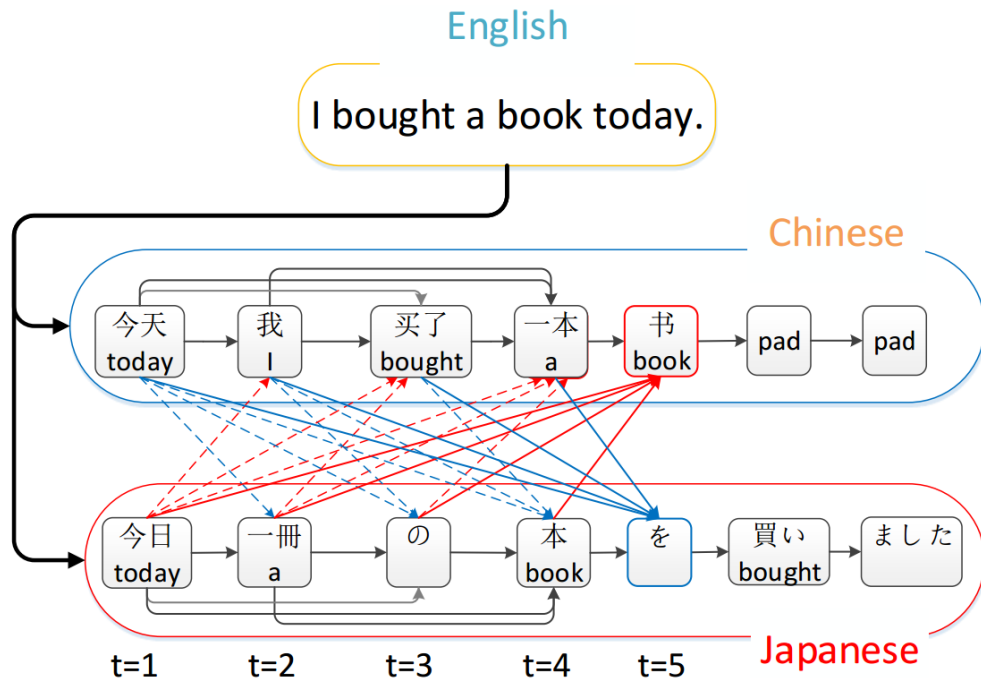 English
I bought a book today.
Chinese
今天 我 买了 一本 书 pad pad
today I bought a book
今日 一冊 の 本 を 買い ました
today a book bought
Japanese
t=1 t=2 t=3 t=4 t=5